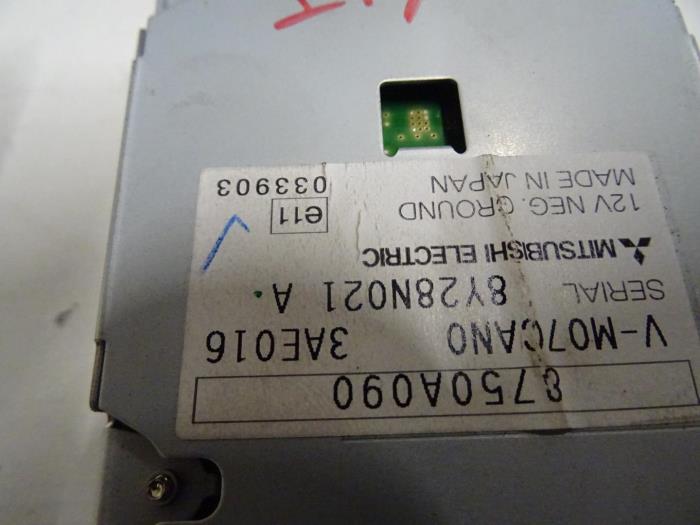 8750A090
V-M07CAN0 3AE016
SERIAL 8Y28N021 A
MITSUBISHI ELECTRIC
12V NEG. GROUND e11
MADE IN JAPAN 033903